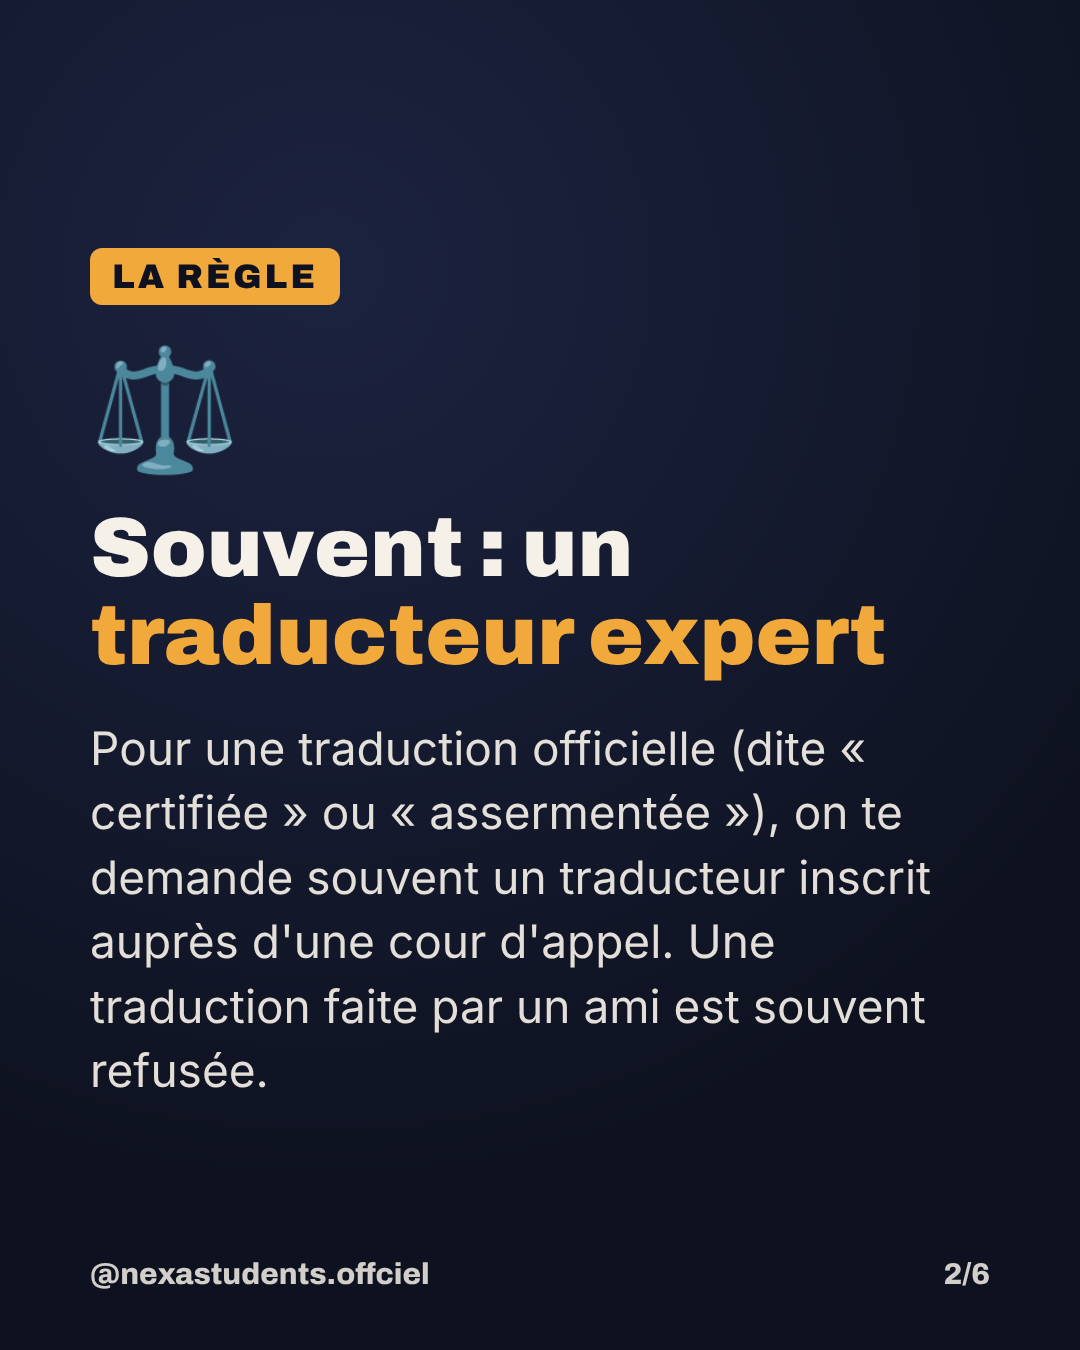 LA RÈGLE
Souvent : un
traducteur expert
Pour une traduction officielle (dite «
certifiée » ou « assermentée »), on te
demande souvent un traducteur inscrit
auprès d'une cour d'appel. Une
traduction faite par un ami est souvent
refusée.
@nexastudents.offciel
2/6